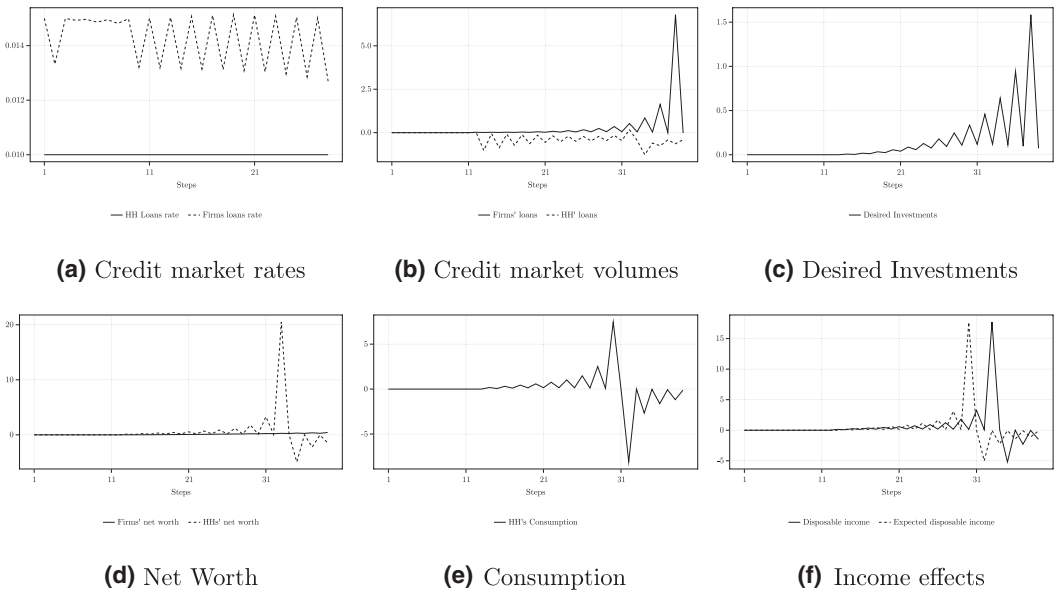 0.014
0.012
0.010
1 11 21
Steps
HH Loans rate Firms loans rate
(a) Credit market rates
5.0
2.5
0.0
1 11 21 31
Steps
Firms' loans HH' loans
(b) Credit market volumes
1.5
1.0
0.5
0.0
1 11 21 31
Steps
Desired Investments
(c) Desired Investments
20
10
0
1 11 21 31
Steps
Firms' net worth HHs' net worth
(d) Net Worth
5
0
-5
1 11 21 31
Steps
HH's Consumption
(e) Consumption
15
10
5
0
-5
1 11 21 31
Steps
Disposable income Expected disposable income
(f) Income effects